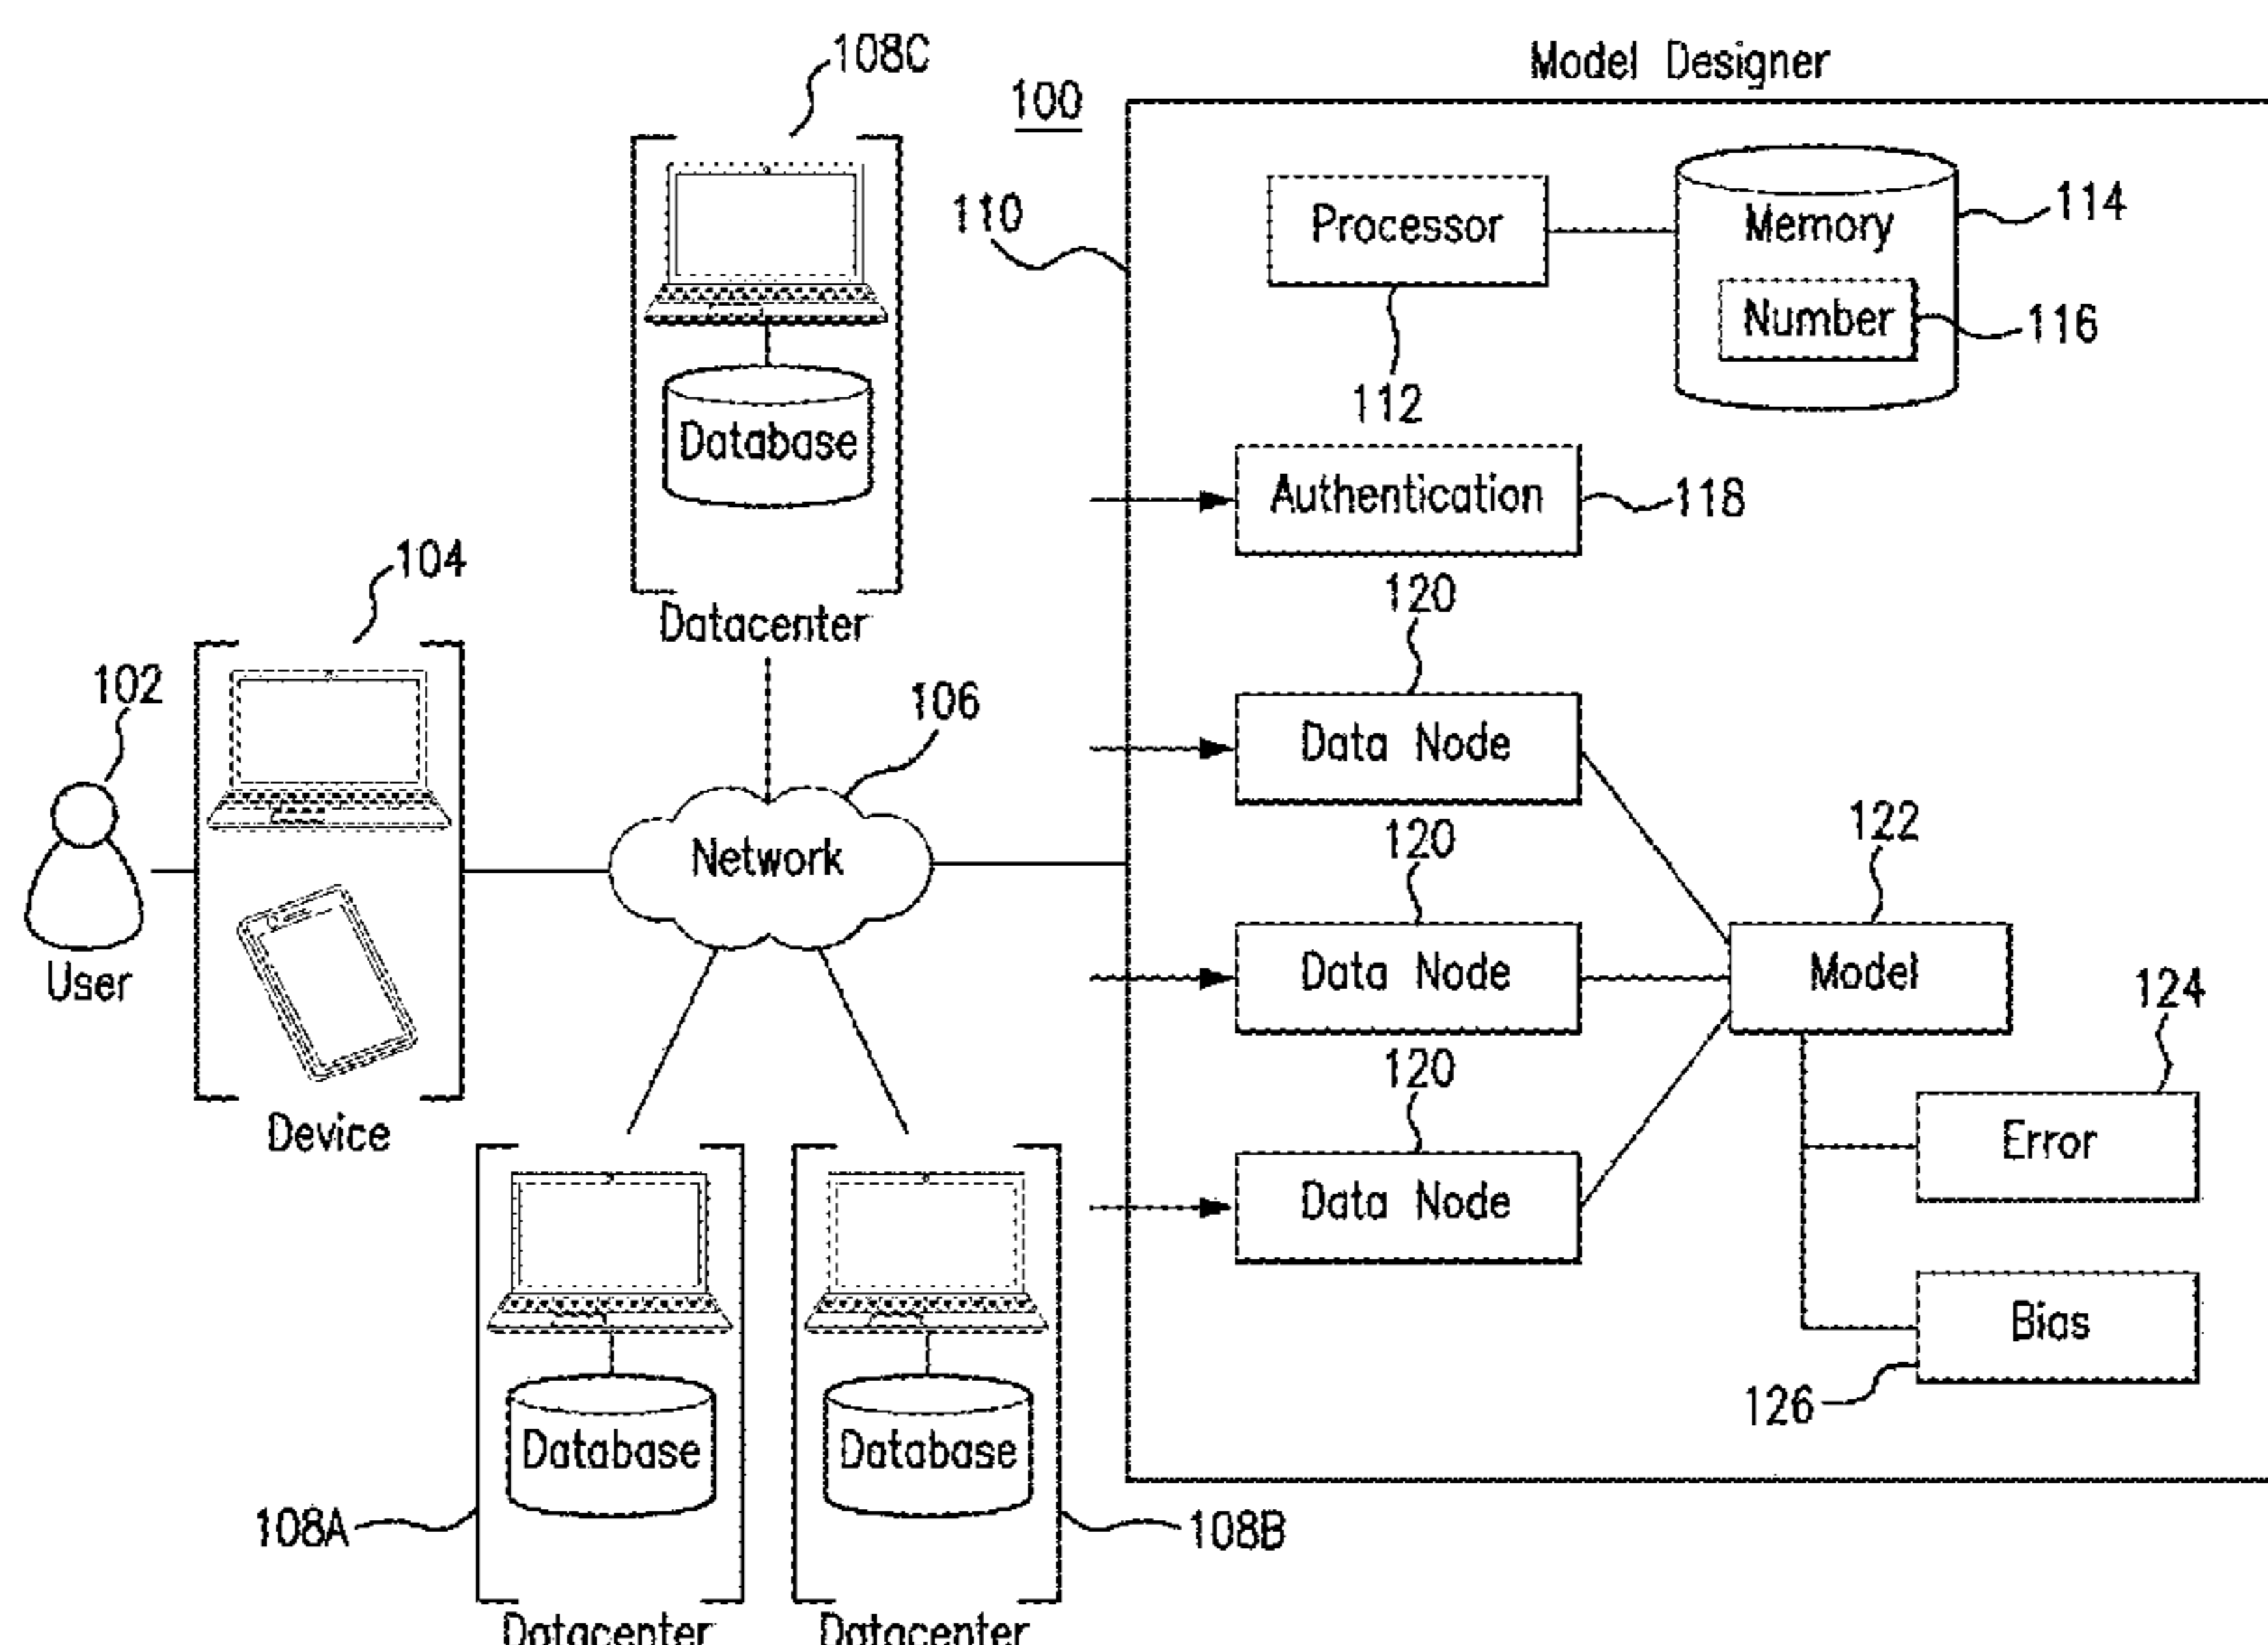 108C
100
Model Designer
110
Processor
Memory
114
Number
116
112
Database
Authentication
118
104
Datacenter
120
102
106
Data Node
Network
120
122
User
Data Node
Model
124
120
Device
Error
Data Node
Bias
126
Database
Database
108A
108B
Datacenter
Datacenter